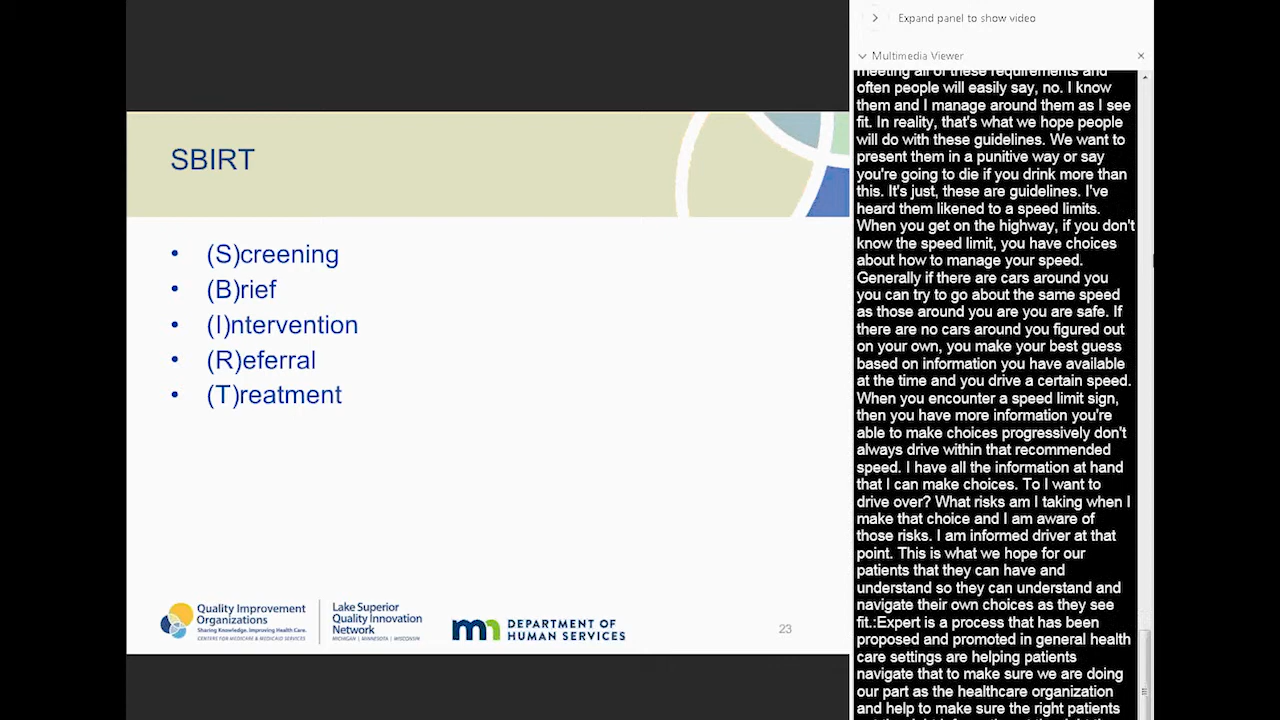 SBIRT
• (S)creening
• (B)rief
• (I)ntervention
• (R)eferral
• (T)reatment
Quality Improvement
Organizations
Sharing Knowledge. Improving Health Care.
CENTERS FOR MEDICARE & MEDICAID SERVICES
Lake Superior
Quality Innovation
Network
MICHIGAN | MINNESOTA | WISCONSIN
mn DEPARTMENT OF
HUMAN SERVICES
23
Expand panel to show video
Multimedia Viewer
meeting all of these requirements and
often people will easily say, no. I know
them and I manage around them as I see
fit. In reality, that's what we hope people
will do with these guidelines. We want to
present them in a punitive way or say
you're going to die if you drink more than
this. It's just, these are guidelines. I've
heard them likened to a speed limits.
When you get on the highway, if you don't
know the speed limit, you have choices
about how to manage your speed.
Generally if there are cars around you
you can try to go about the same speed
as those around you are you are safe. If
there are no cars around you figured out
on your own, you make your best guess
based on information you have available
at the time and you drive a certain speed.
When you encounter a speed limit sign,
then you have more information you're
able to make choices progressively don't
always drive within that recommended
speed. I have all the information at hand
that I can make choices. To I want to
drive over? What risks am I taking when I
make that choice and I am aware of
those risks. I am informed driver at that
point. This is what we hope for our
patients that they can have and
understand so they can understand and
navigate their own choices as they see
fit.:Expert is a process that has been
proposed and promoted in general health
care settings are helping patients
navigate that to make sure we are doing
our part as the healthcare organization
and help to make sure the right patients